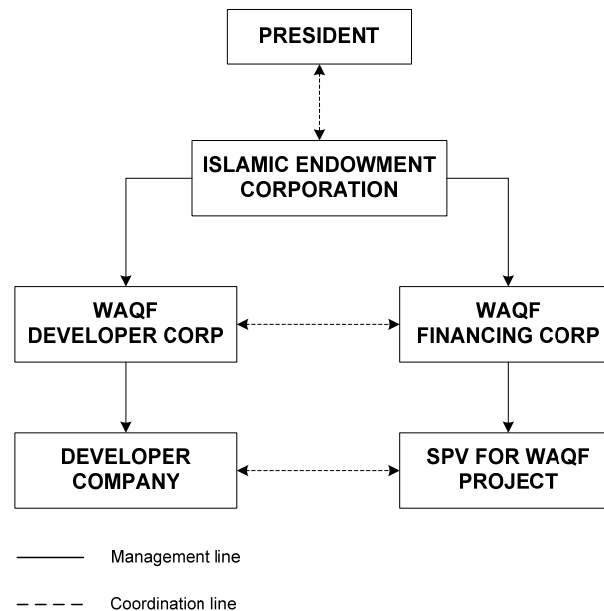 PRESIDENT
ISLAMIC ENDOWMENT
CORPORATION
WAQF
DEVELOPER CORP
WAQF
FINANCING CORP
DEVELOPER
COMPANY
SPV FOR WAQF
PROJECT
Management line
Coordination line